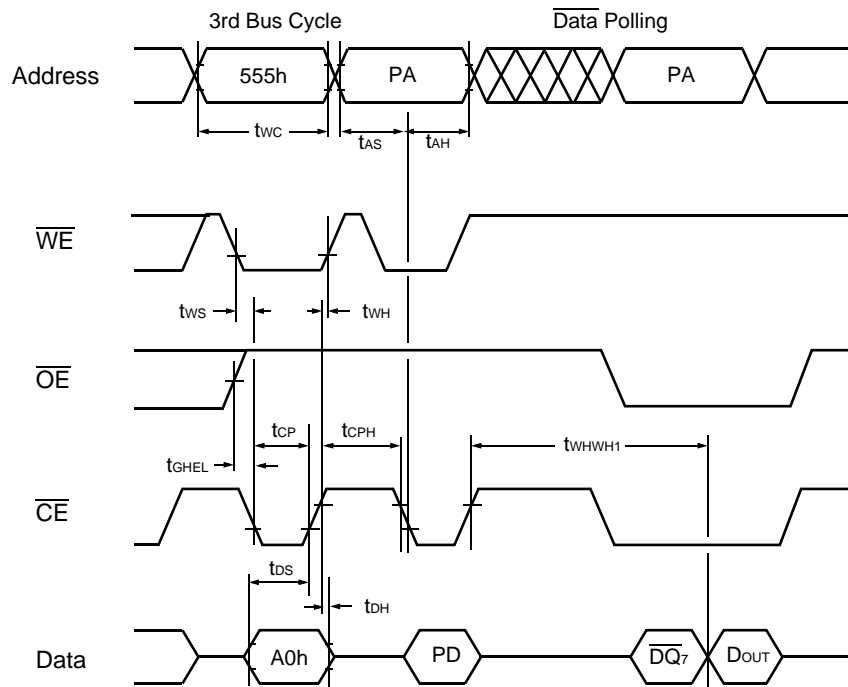 3rd Bus Cycle
Data Polling
Address
555h
PA
PA
tWC
tAS
tAH
WE
tWS
tWH
OE
tCP
tCPH
tWHWH1
tGHEL
CE
tDS
tDH
Data
A0h
PD
DQ7
DOUT